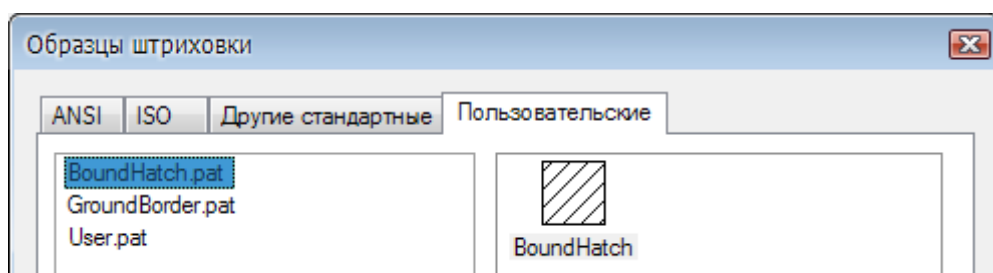 Образцы штриховки
ANSI ISO Другие стандартные Пользовательские
BoundHatch.pat
GroundBorder.pat
User.pat
BoundHatch